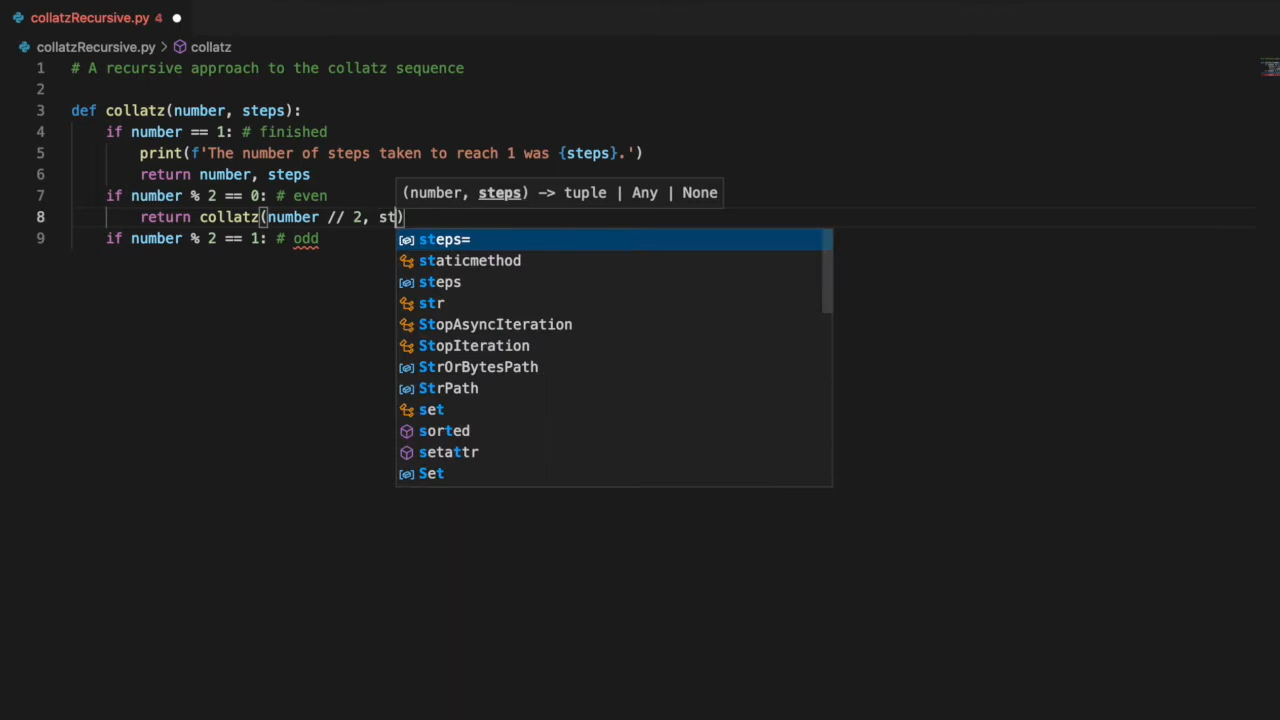 collatzRecursive.py 4
collatzRecursive.py > collatz
1 # A recursive approach to the collatz sequence
2
3 def collatz(number, steps):
4 if number == 1: # finished
5 print(f'The number of steps taken to reach 1 was {steps}.')
6 return number, steps
(number, steps) -> tuple | Any | None
7 if number % 2 == 0: # even
8 return collatz(number // 2, st)
9 if number % 2 == 1: # odd
steps=
staticmethod
steps
str
StopAsyncIteration
StopIteration
StrOrBytesPath
StrPath
set
sorted
setattr
Set